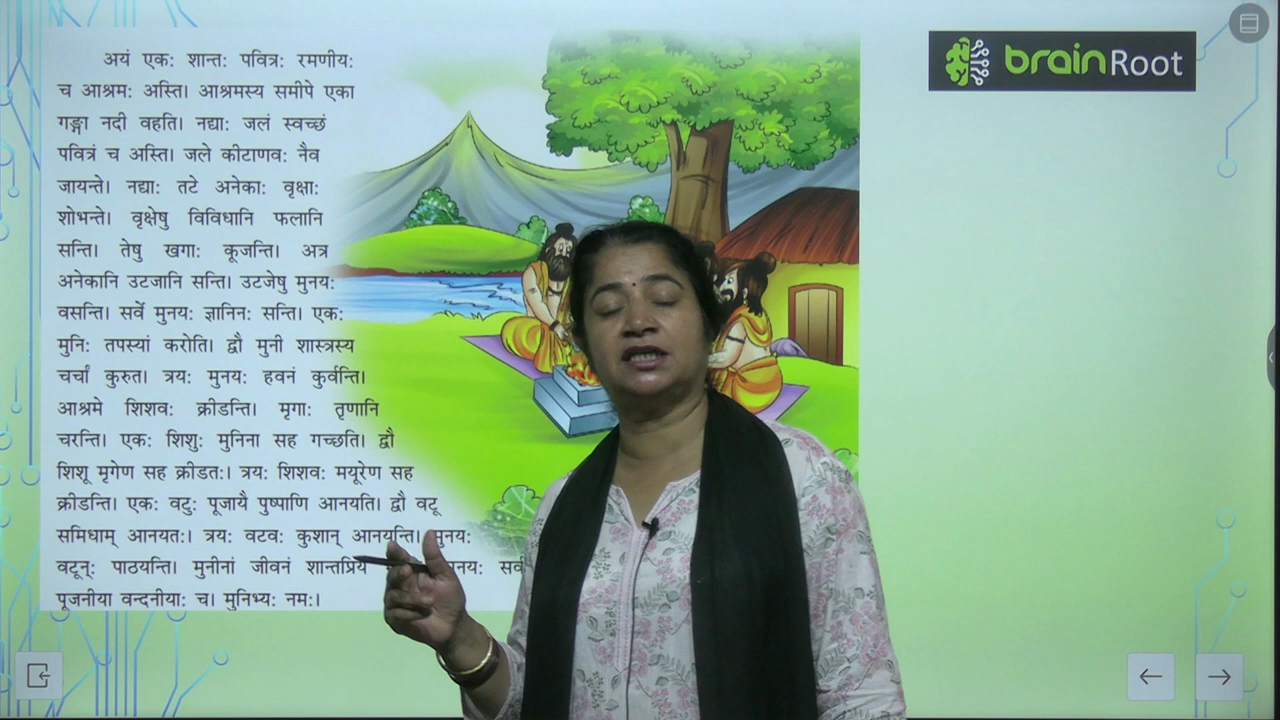 अयं एक: शान्त: पवित्र: रमणीय:
च आश्रम: अस्ति। आश्रमस्य समीपे एका
गङ्गा नदी वहति। नद्या: जलं स्वच्छं
पवित्रं च अस्ति। जले कीटाणव: नैव
जायन्ते। नद्या: तटे अनेका: वृक्षा:
शोभन्ते। वृक्षेषु विविधानि फलानि
सन्ति। तेषु खगा: कूजन्ति। अत्र
अनेकानि उटजानि सन्ति। उटजेषु मुनय:
वसन्ति। सर्वे मुनय: ज्ञानिन: सन्ति। एक:
मुनि: तपस्यां करोति। द्वौ मुनी शास्त्रस्य
चर्चां कुरुत। त्रय: मुनय: हवनं कुर्वन्ति।
आश्रमे शिशव: क्रीडन्ति। मृगा: तृणानि
चरन्ति। एक: शिशु: मुनिना सह गच्छति। द्वौ
शिशू मृगेण सह क्रीडत:। त्रय: शिशव: मयूरेण सह
क्रीडन्ति। एक: वटु: पूजायै पुष्पाणि आनयति। द्वौ वटू
समिधाम् आनयत:। त्रय: वटव: कुशान् आनयन्ति। मुनय:
वटून्: पाठयन्ति। मुनीनां जीवनं शान्तप्रियं
पूजनीया वन्दनीया: च। मुनिभ्य: नम:।
brainRoot